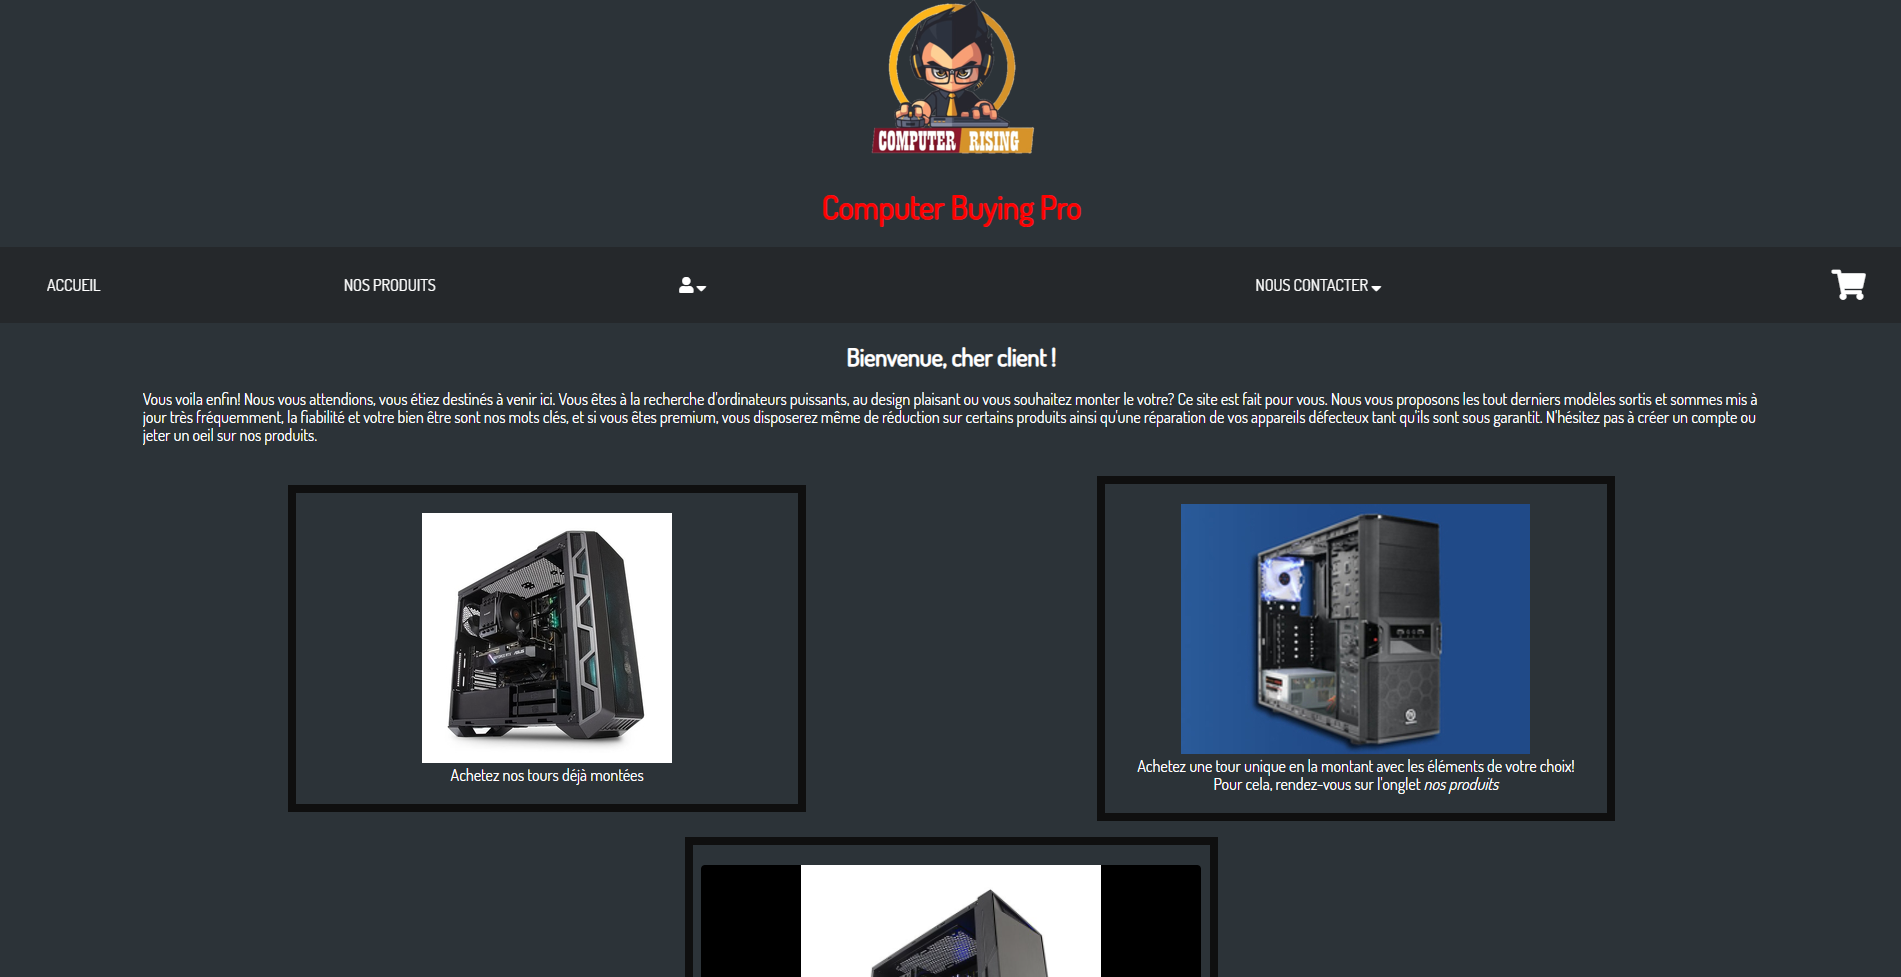 COMPUTER RISING
Computer Buying Pro
ACCUEIL
NOS PRODUITS
NOUS CONTACTER
Bienvenue, cher client !
Vous voila enfin! Nous vous attendions, vous étiez destinés à venir ici. Vous êtes à la recherche d'ordinateurs puissants, au design plaisant ou vous souhaitez monter le votre? Ce site est fait pour vous. Nous vous proposons les tout derniers modèles sortis et sommes mis à
jour très fréquemment, la fiabilité et votre bien être sont nos mots clés, et si vous êtes premium, vous disposerez même de réduction sur certains produits ainsi qu'une réparation de vos appareils défecteux tant qu'ils sont sous garantit. N'hésitez pas à créer un compte ou
jeter un oeil sur nos produits.
Achetez nos tours déjà montées
Achetez une tour unique en la montant avec les éléments de votre choix!
Pour cela, rendez-vous sur l'onglet nos produits